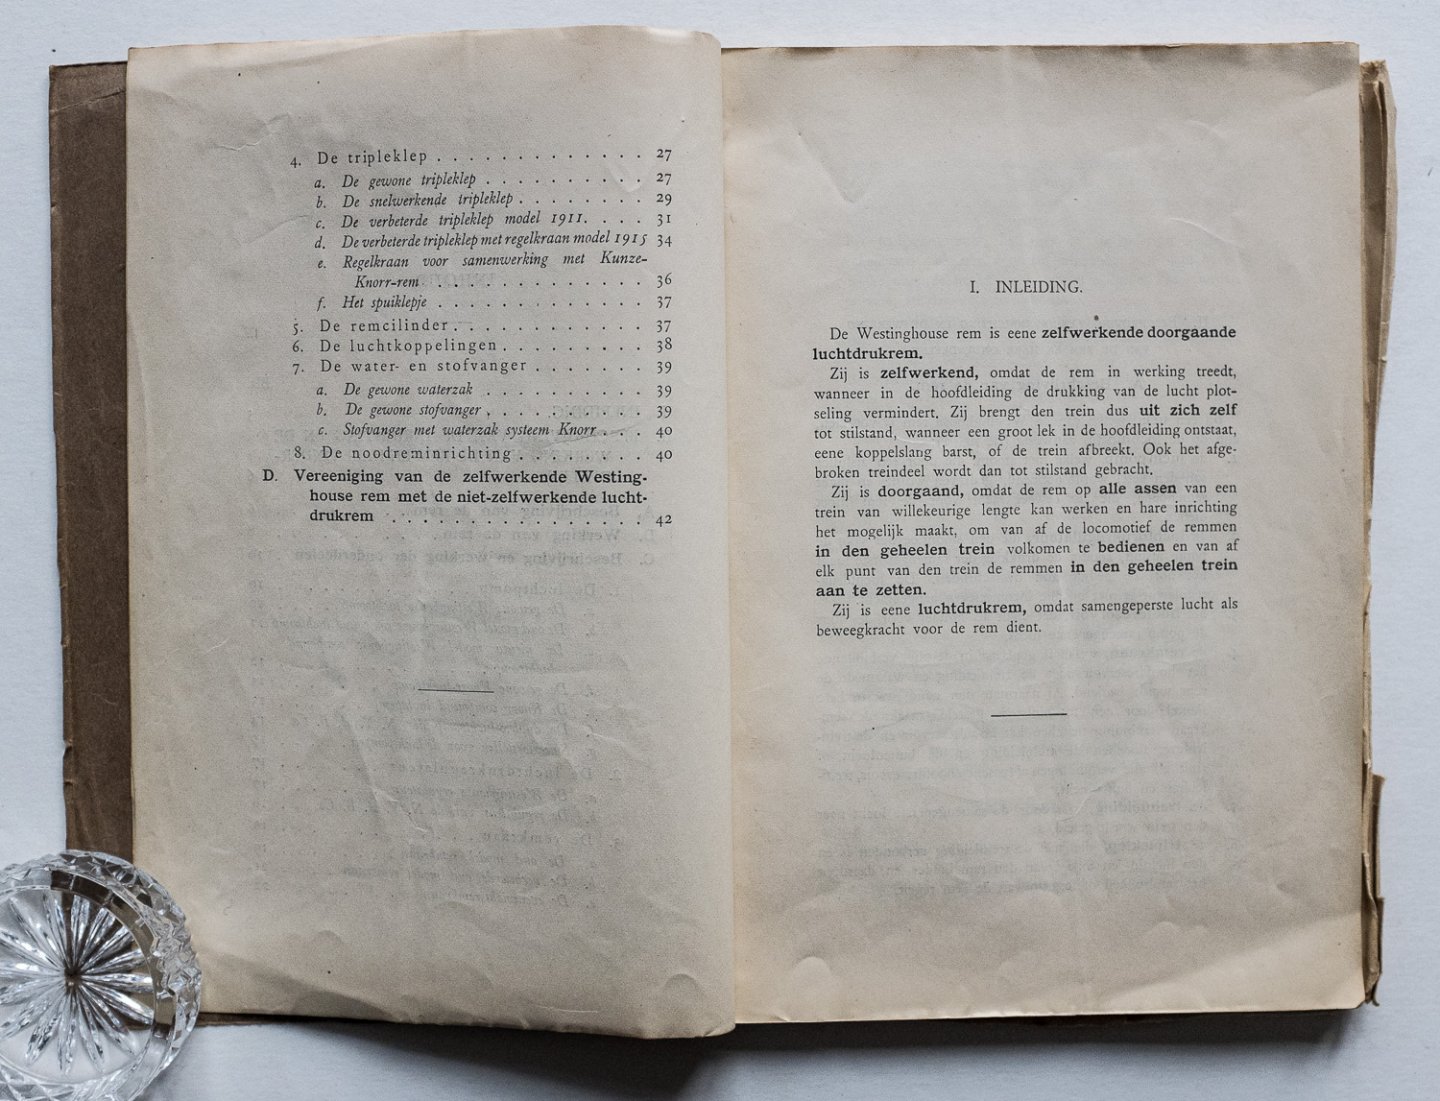 4. De tripleklep . . . . . . . . . . . . . 27
a. De gewone tripleklep . . . . . . . . . . 27
b. De snelwerkende tripleklep . . . . . . . . 29
c. De verbeterde tripleklep model 1911. . . . . 31
d. De verbeterde tripleklep met regelkraan model 1915 34
e. Regelkraan voor samenwerking met Kunze-
Knorr-rem . . . . . . . . . . . . . 36
f. Het spuiklepje . . . . . . . . . . . . . 37
5. De remcilinder . . . . . . . . . . . . 37
6. De luchtkoppelingen . . . . . . . . . 38
7. De water- en stofvanger . . . . . . . 39
a. De gewone waterzak . . . . . . . . . . 39
b. De gewone stofvanger . . . . . . . . . . 39
c. Stofvanger met waterzak systeem Knorr . . . 40
8. De noodreminrichting . . . . . . . . 40
D. Vereeniging van de zelfwerkende Westing-
house rem met de niet-zelfwerkende lucht-
drukrem . . . . . . . . . . . . . . . . 42
I. INLEIDING.
De Westinghouse rem is eene zelfwerkende doorgaande
luchtdrukrem.
Zij is zelfwerkend, omdat de rem in werking treedt,
wanneer in de hoofdleiding de drukking van de lucht plot-
seling vermindert. Zij brengt den trein dus uit zich zelf
tot stilstand, wanneer een groot lek in de hoofdleiding ontstaat,
eene koppelslang barst, of de trein afbreekt. Ook het afge-
broken treindeel wordt dan tot stilstand gebracht.
Zij is doorgaand, omdat de rem op alle assen van een
trein van willekeurige lengte kan werken en hare inrichting
het mogelijk maakt, om van af de locomotief de remmen
in den geheelen trein volkomen te bedienen en van af
elk punt van den trein de remmen in den geheelen trein
aan te zetten.
Zij is eene luchtdrukrem, omdat samengeperste lucht als
beweegkracht voor de rem dient.